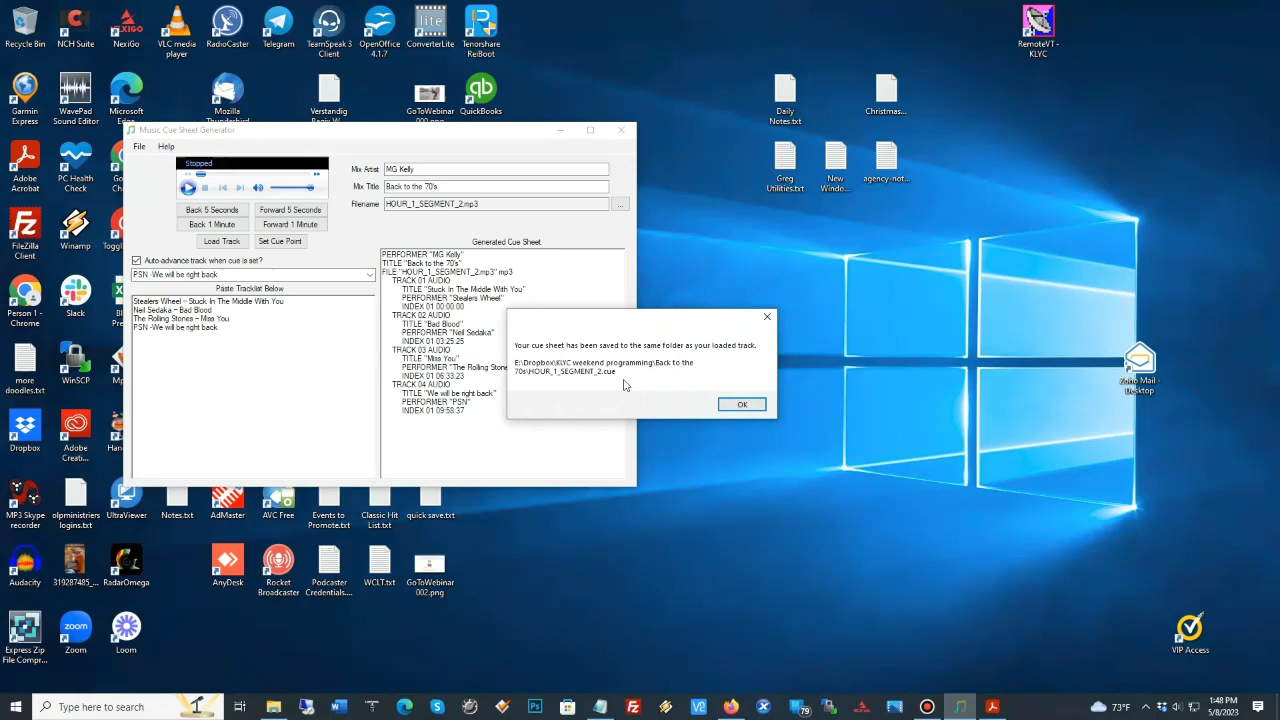 Recycle Bin
NCH Suite
NexiGo
VLC media
player
RadioCaster
Telegram
TeamSpeak 3
Client
OpenOffice
4.1.7
lite
ConverterLite
Tenorshare
ReiBoot
RemoteVT -
KLYC
Garmin
Express
WavePad
Sound Editor
Microsoft
Edge
Mozilla
Thunderbird
Verstandig
GoToWebinar
qb
QuickBooks
Daily
Notes.txt
Christmas...
Music Cue Sheet Generator
File
Help
Stopped
Back 5 Seconds
Forward 5 Seconds
Back 1 Minute
Forward 1 Minute
Load Track
Set Cue Point
Mix Artist
MG Kelly
Mix Title
Back to the 70's
Filename
HOUR_1_SEGMENT_2.mp3
...
Auto-advance track when cue is set?
PSN -We will be right back
Paste Tracklist Below
Stealers Wheel – Stuck In The Middle With You
Neil Sedaka – Bad Blood
The Rolling Stones – Miss You
PSN -We will be right back
Generated Cue Sheet
PERFORMER "MG Kelly"
TITLE "Back to the 70's"
FILE "HOUR_1_SEGMENT_2.mp3" mp3
TRACK 01 AUDIO
TITLE "Stuck In The Middle With You"
PERFORMER "Stealers Wheel"
INDEX 01 00:00:00
TRACK 02 AUDIO
TITLE "Bad Blood"
PERFORMER "Neil Sedaka"
INDEX 01 03:25:25
TRACK 03 AUDIO
TITLE "Miss You"
PERFORMER "The Rolling Stone
INDEX 01 06:33:23
TRACK 04 AUDIO
TITLE "We will be right back"
PERFORMER "PSN"
INDEX 01 09:58:37
Your cue sheet has been saved to the same folder as your loaded track.
E:\Dropbox\KLYC weekend programming\Back to the
70s\HOUR_1_SEGMENT_2.cue
OK
Greg
Utilities.txt
New
Windo...
agency-not...
Adobe
Acrobat
PC Health
Check
FileZilla
Client
Winamp
Person 1 -
Chrome
Slack
more
doodles.txt
WinSCP
Dropbox
Adobe
Creati...
Zoho Mail -
Desktop
MP3 Skype
recorder
olpministriers
logins.txt
UltraViewer
Notes.txt
AdMaster
AVC Free
Events to
Promote.txt
Classic Hit
List.txt
quick save.txt
Audacity
319287485_...
RadarOmega
AnyDesk
Rocket
Broadcaster
Podcaster
Credentials....
WCLT.txt
GoToWebinar
002.png
Express Zip
File Compr...
zoom
Zoom
Loom
VIP Access
Type here to search
79
73°F
1:48 PM
5/8/2023